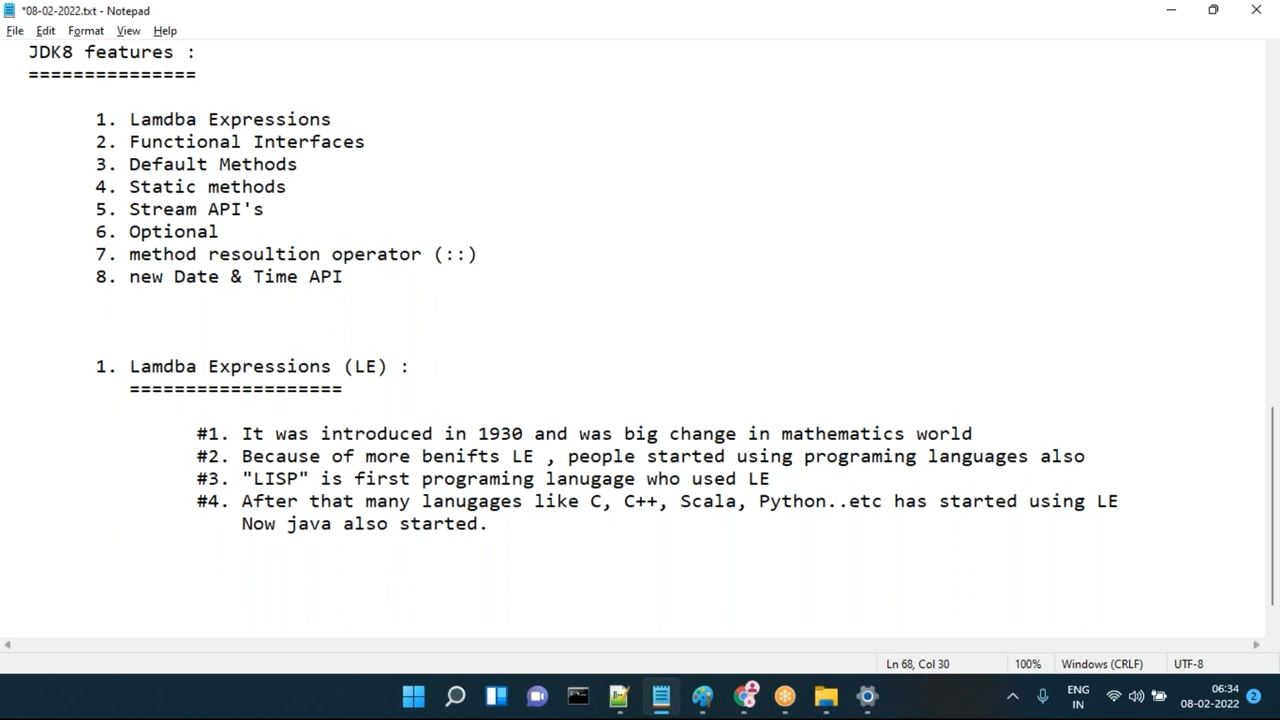 *08-02-2022.txt - Notepad
File Edit Format View Help
JDK8 features :
===============
1. Lamdba Expressions
2. Functional Interfaces
3. Default Methods
4. Static methods
5. Stream API's
6. Optional
7. method resoultion operator (::)
8. new Date & Time API
1. Lamdba Expressions (LE) :
===================
#1. It was introduced in 1930 and was big change in mathematics world
#2. Because of more benifts LE , people started using programing languages also
#3. "LISP" is first programing lanugage who used LE
#4. After that many lanugages like C, C++, Scala, Python..etc has started using LE
Now java also started.
Ln 68, Col 30 100% Windows (CRLF) UTF-8
ENG 06:34
IN 08-02-2022 2